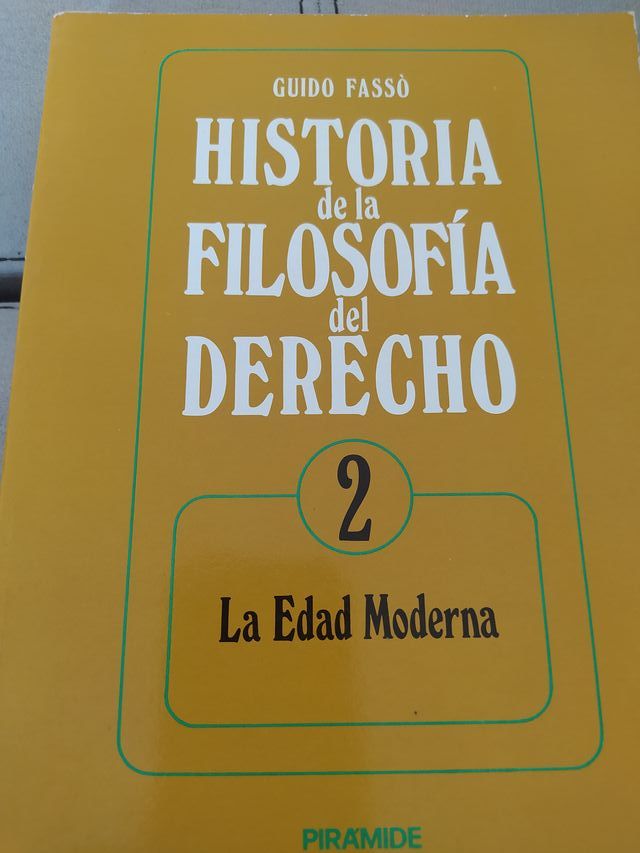 GUIDO FASSÒ
HISTORIA
de la
FILOSOFÍA
del
DERECHO
2
La Edad Moderna
PIRÁMIDE